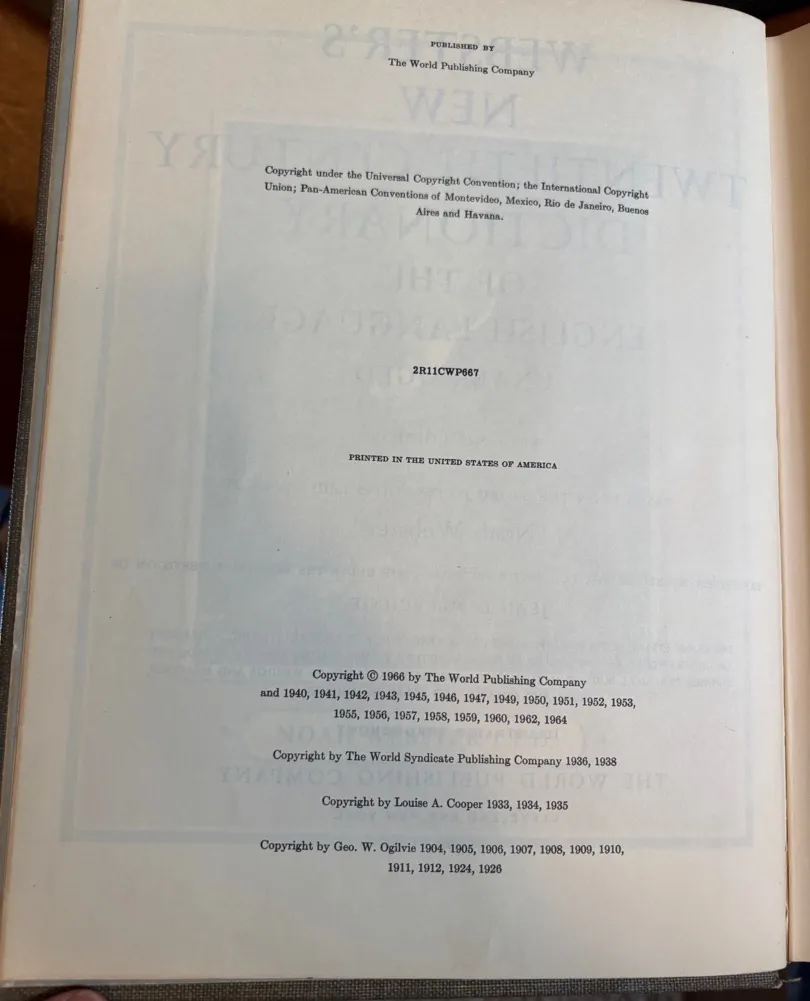 PUBLISHED BY
The World Publishing Company
Copyright under the Universal Copyright Convention; the International Copyright
Union; Pan-American Conventions of Montevideo, Mexico, Rio de Janeiro, Buenos
Aires and Havana.
2R11CWP667
PRINTED IN THE UNITED STATES OF AMERICA
Copyright © 1966 by The World Publishing Company
and 1940, 1941, 1942, 1943, 1945, 1946, 1947, 1949, 1950, 1951, 1952, 1953,
1955, 1956, 1957, 1958, 1959, 1960, 1962, 1964
Copyright by The World Syndicate Publishing Company 1936, 1938
Copyright by Louise A. Cooper 1933, 1934, 1935
Copyright by Geo. W. Ogilvie 1904, 1905, 1906, 1907, 1908, 1909, 1910,
1911, 1912, 1924, 1926